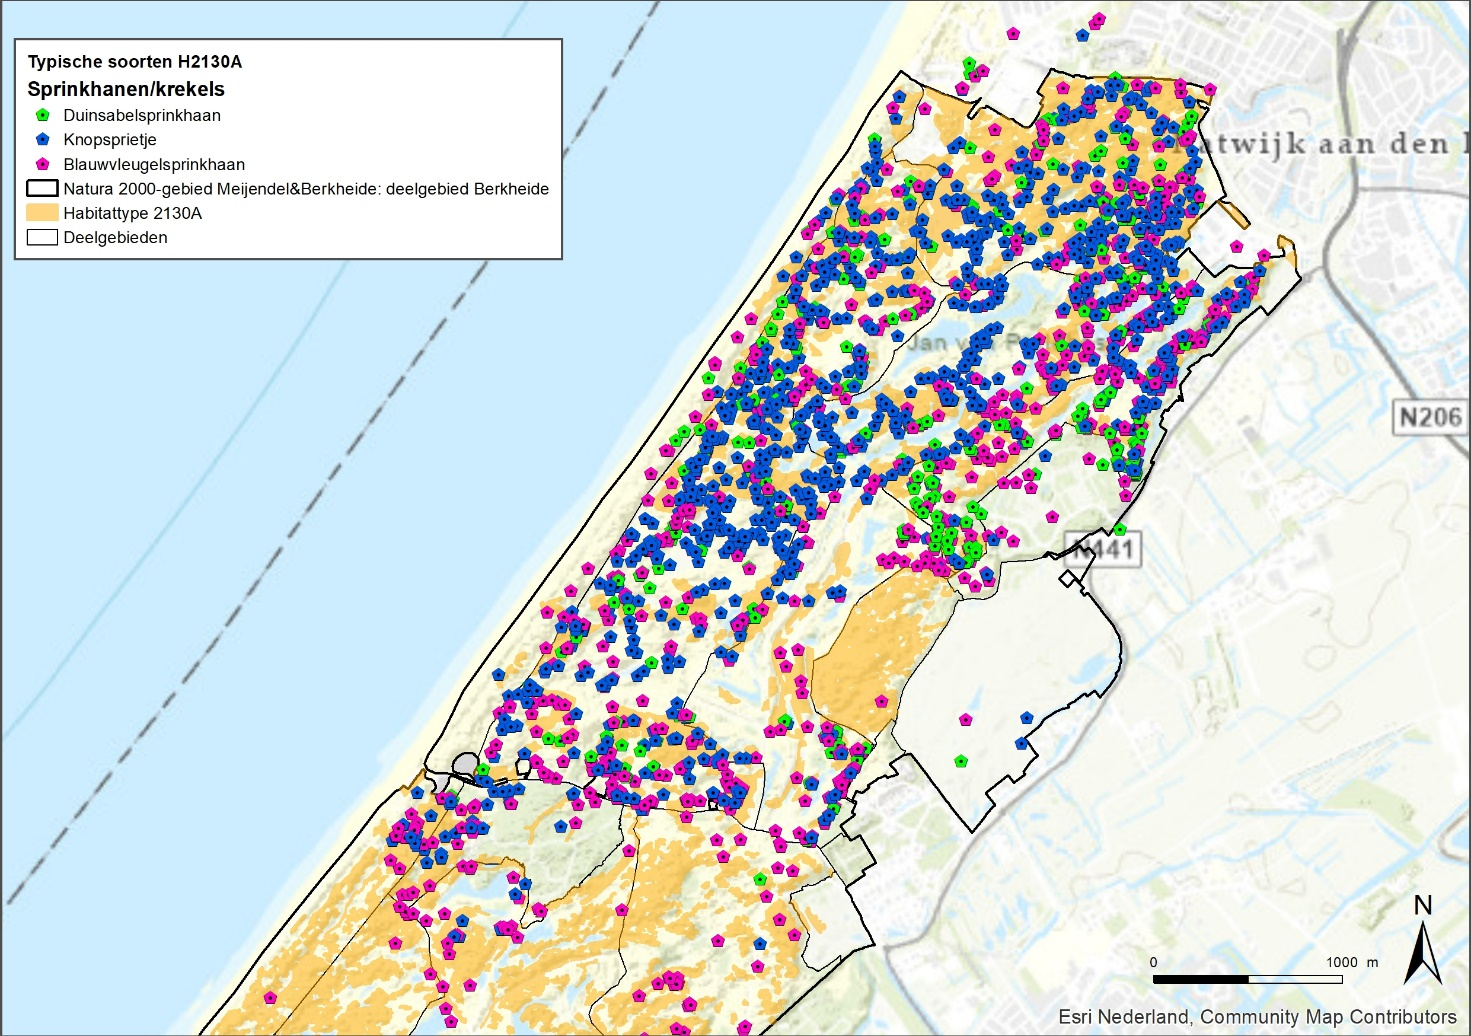 Typische soorten H2130A
Sprinkhanen/krekels
Duinsabelsprinkhaan
Knopsprietje
Blauwvleugelsprinkhaan
Natura 2000-gebied Meijendel&Berkheide: deelgebied Berkheide
Habitattype 2130A
Deelgebieden
aan den
N206
N441
N
0 1000 m
Esri Nederland, Community Map Contributors